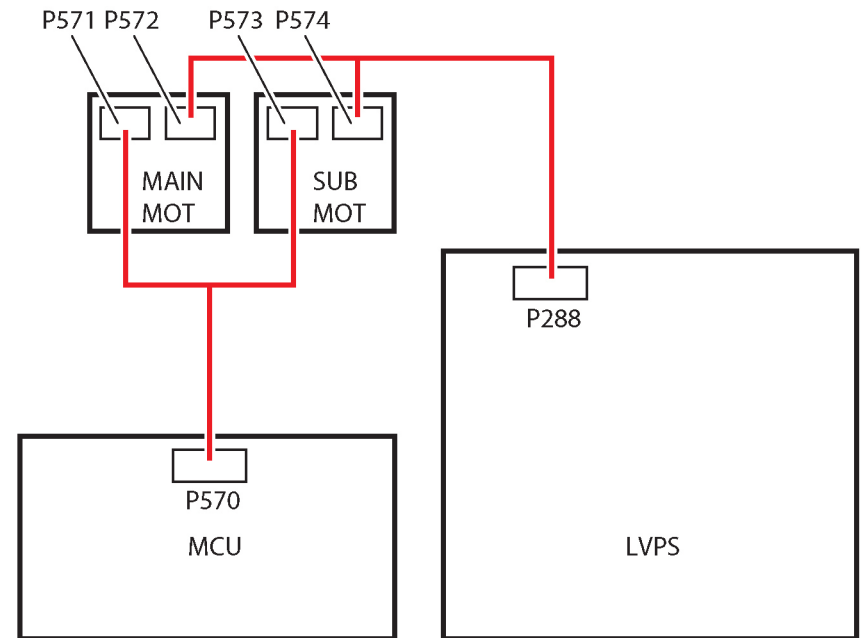 P571 P572 P573 P574
MAIN
MOT
SUB
MOT
P288
P570
MCU
LVPS